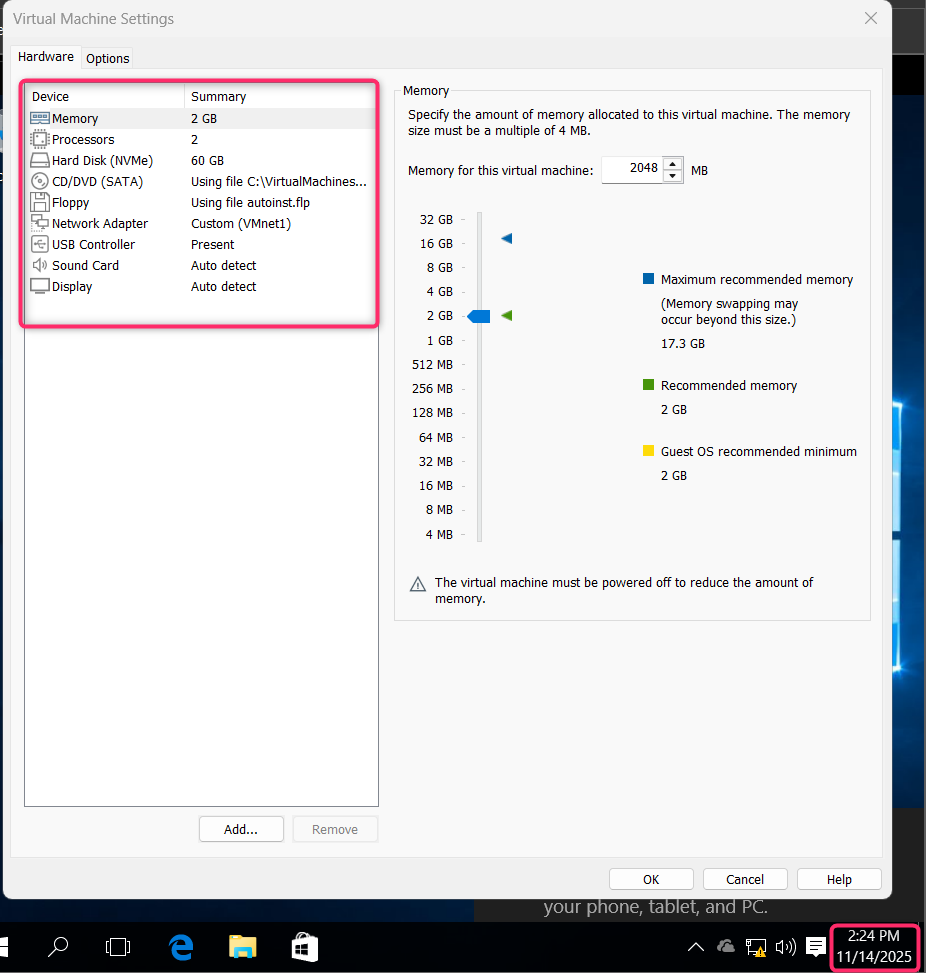 Virtual Machine Settings
Hardware Options
Device Summary
Memory 2 GB
Processors 2
Hard Disk (NVMe) 60 GB
CD/DVD (SATA) Using file C:\VirtualMachines...
Floppy Using file autoinst.flp
Network Adapter Custom (VMnet1)
USB Controller Present
Sound Card Auto detect
Display Auto detect
Add... Remove
Memory
Specify the amount of memory allocated to this virtual machine. The memory
size must be a multiple of 4 MB.
Memory for this virtual machine: 2048 MB
32 GB
16 GB
8 GB
4 GB
2 GB
1 GB
512 MB
256 MB
128 MB
64 MB
32 MB
16 MB
8 MB
4 MB
Maximum recommended memory
(Memory swapping may
occur beyond this size.)
17.3 GB
Recommended memory
2 GB
Guest OS recommended minimum
2 GB
The virtual machine must be powered off to reduce the amount of
memory.
OK Cancel Help
your phone, tablet, and PC.
2:24 PM
11/14/2025